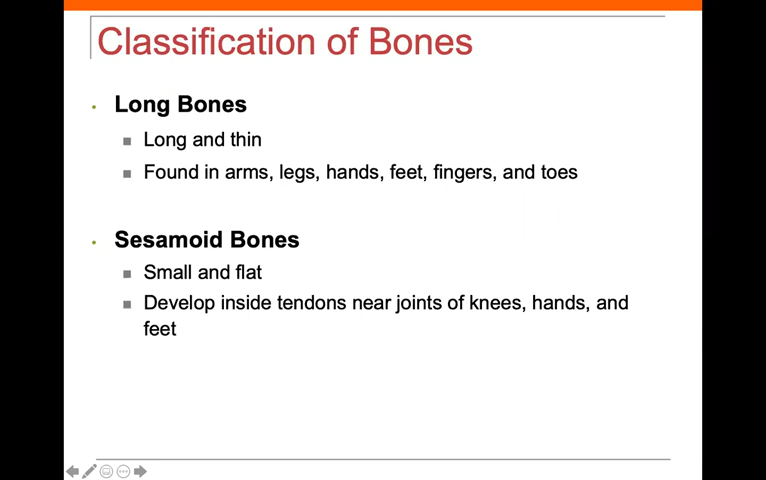 Classification of Bones
Long Bones
Long and thin
Found in arms, legs, hands, feet, fingers, and toes
Sesamoid Bones
Small and flat
Develop inside tendons near joints of knees, hands, and
feet